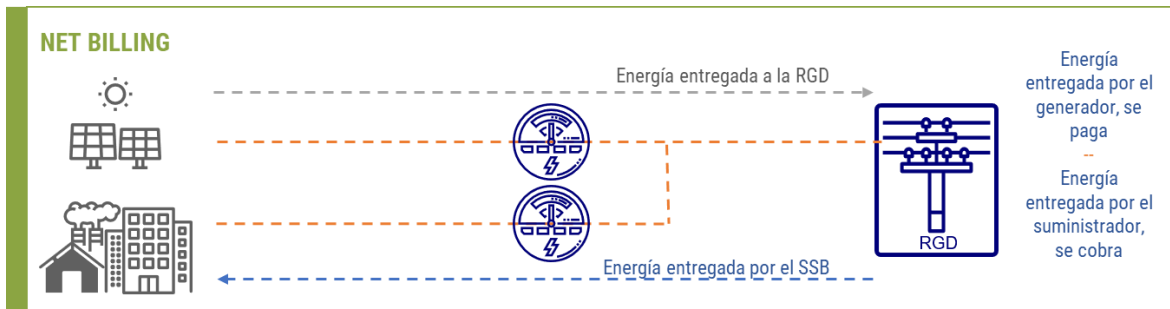 NET BILLING
Energía entregada a la RGD
RGD
Energía entregada por el SSB
Energía
entregada por el
generador, se
paga
--
Energía
entregada por el
suministrador,
se cobra